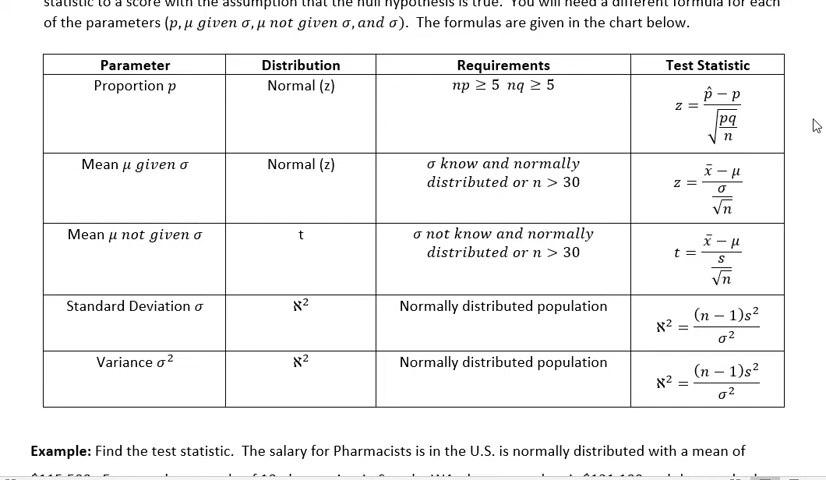 statistic to a score with the assumption that the null hypothesis is true. You will need a different formula for each
of the parameters (p, μ given σ, μ not given σ, and σ). The formulas are given in the chart below.
Parameter Distribution Requirements Test Statistic
Proportion p Normal (z) np ≥ 5 nq ≥ 5 z = (p̂ − p) / √(pq/n)
Mean μ given σ Normal (z) σ know and normally
distributed or n > 30 z = (x̄ − μ) / (σ/√n)
Mean μ not given σ t σ not know and normally
distributed or n > 30 t = (x̄ − μ) / (s/√n)
Standard Deviation σ ℵ² Normally distributed population ℵ² = (n − 1)s² / σ²
Variance σ² ℵ² Normally distributed population ℵ² = (n − 1)s² / σ²
Example: Find the test statistic. The salary for Pharmacists is in the U.S. is normally distributed with a mean of